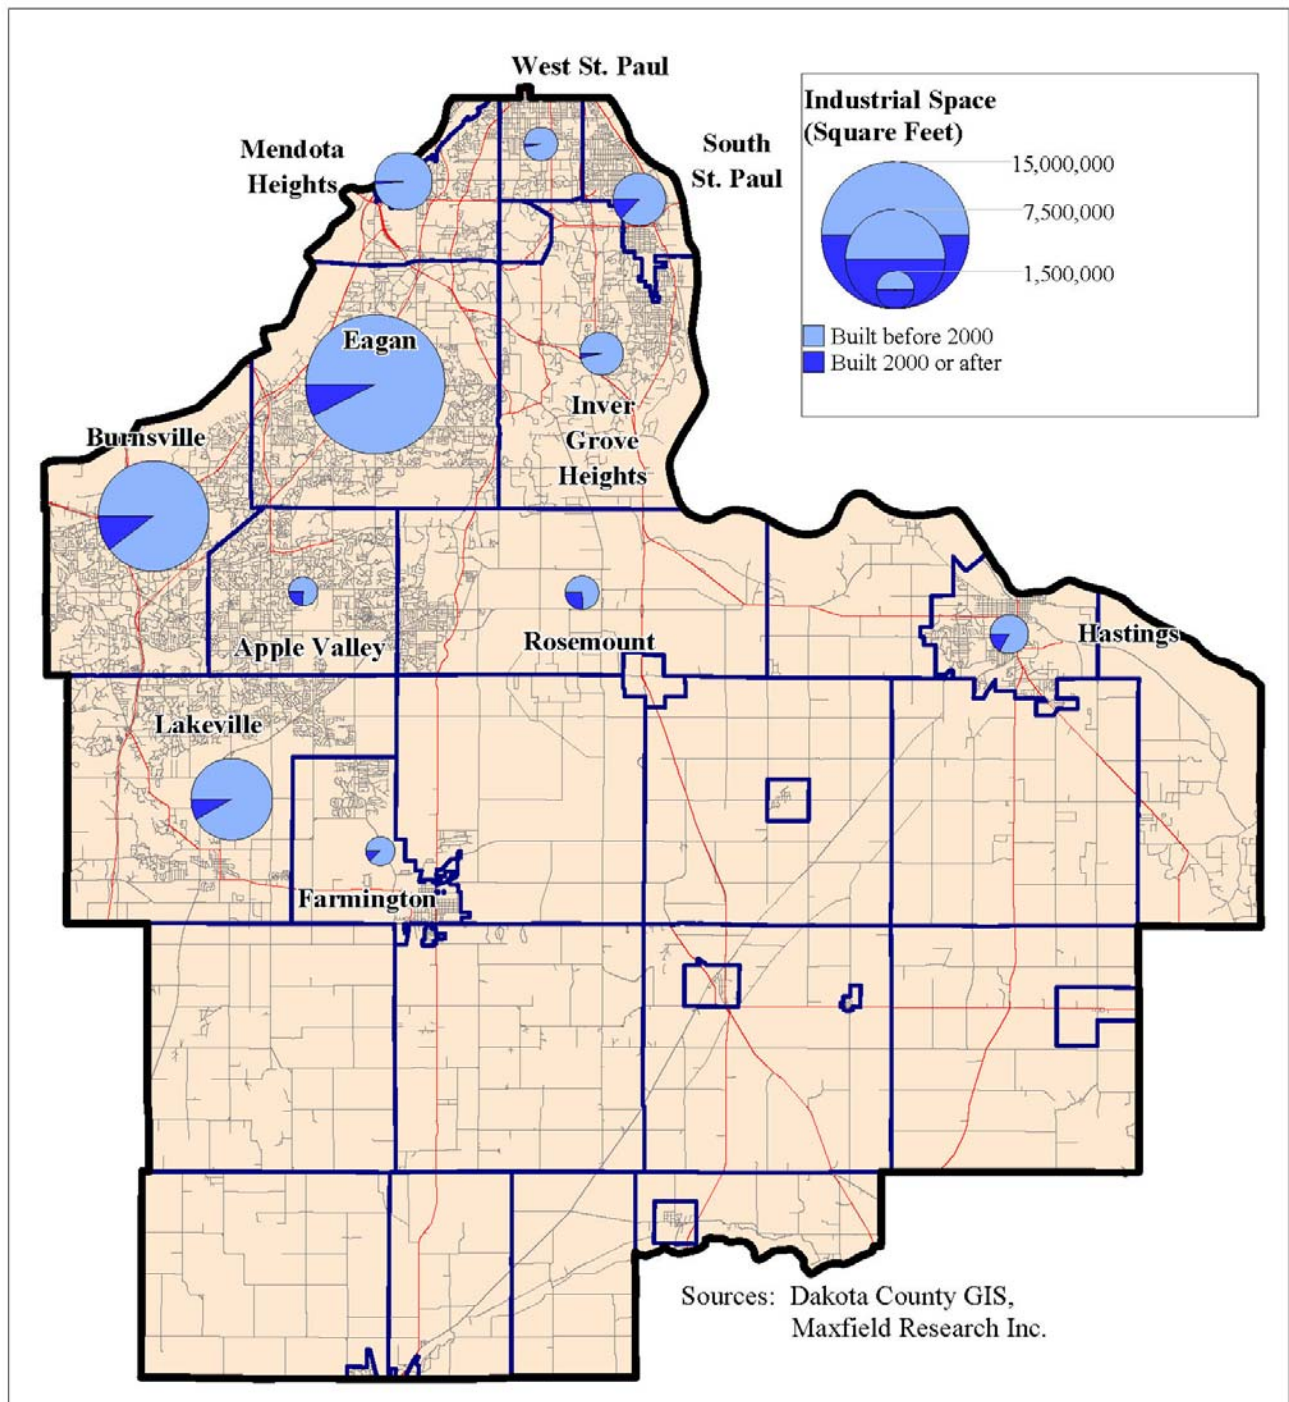 West St. Paul
Mendota
Heights
South
St. Paul
Industrial Space
(Square Feet)
15,000,000
7,500,000
1,500,000
Built before 2000
Built 2000 or after
Eagan
Inver
Grove
Heights
Burnsville
Apple Valley
Rosemount
Hastings
Lakeville
Farmington
Sources: Dakota County GIS,
Maxfield Research Inc.